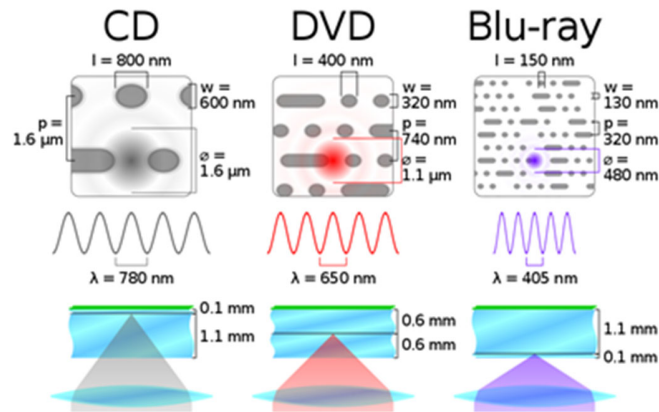 CD
l = 800 nm
w =
600 nm
p =
1.6 µm
ø =
1.6 µm
λ = 780 nm
0.1 mm
1.1 mm
DVD
l = 400 nm
w =
320 nm
p =
740 nm
ø =
1.1 µm
λ = 650 nm
0.6 mm
0.6 mm
Blu-ray
l = 150 nm
w =
130 nm
p =
320 nm
ø =
480 nm
λ = 405 nm
1.1 mm
0.1 mm